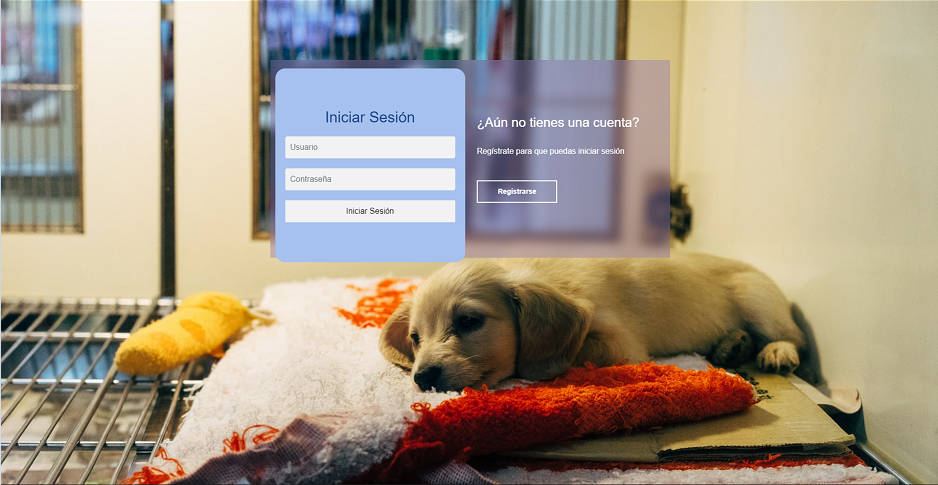 Iniciar Sesión
Usuario
Contraseña
Iniciar Sesión
¿Aún no tienes una cuenta?
Regístrate para que puedas iniciar sesión
Registrarse